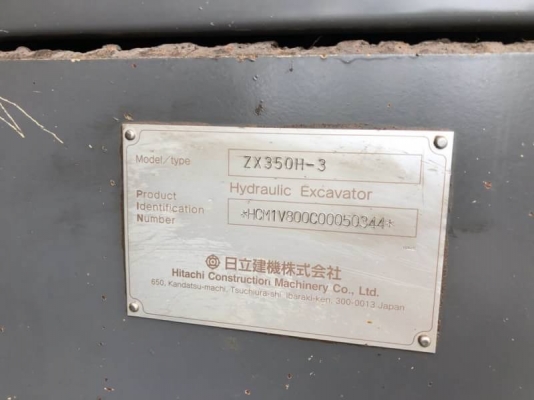 Model/type ZX350H-3
Hydraulic Excavator
Product
Identification
Number
*HCM1V800C00050344*
日立建機株式会社
Hitachi Construction Machinery Co., Ltd.
650, Kandatsu-machi, Tsuchiura-shi, Ibaraki-ken, 300-0013 Japan